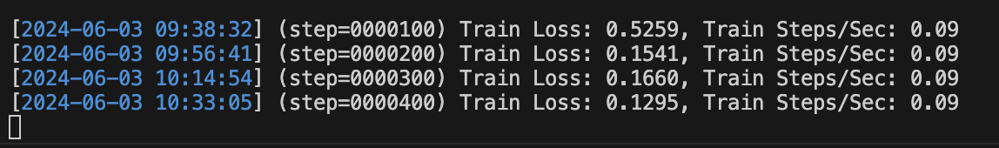 [2024-06-03 09:38:32] (step=0000100) Train Loss: 0.5259, Train Steps/Sec: 0.09
[2024-06-03 09:56:41] (step=0000200) Train Loss: 0.1541, Train Steps/Sec: 0.09
[2024-06-03 10:14:54] (step=0000300) Train Loss: 0.1660, Train Steps/Sec: 0.09
[2024-06-03 10:33:05] (step=0000400) Train Loss: 0.1295, Train Steps/Sec: 0.09